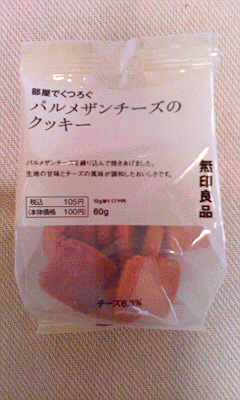 部屋でくつろぐ
パルメザンチーズの
クッキー
パルメザンチーズを練り込んで焼きあげました。
生地の甘味とチーズの風味が調和したおいしさです。
無印良品
税込 105円
本体価格 100円
60g
チーズ6.3%